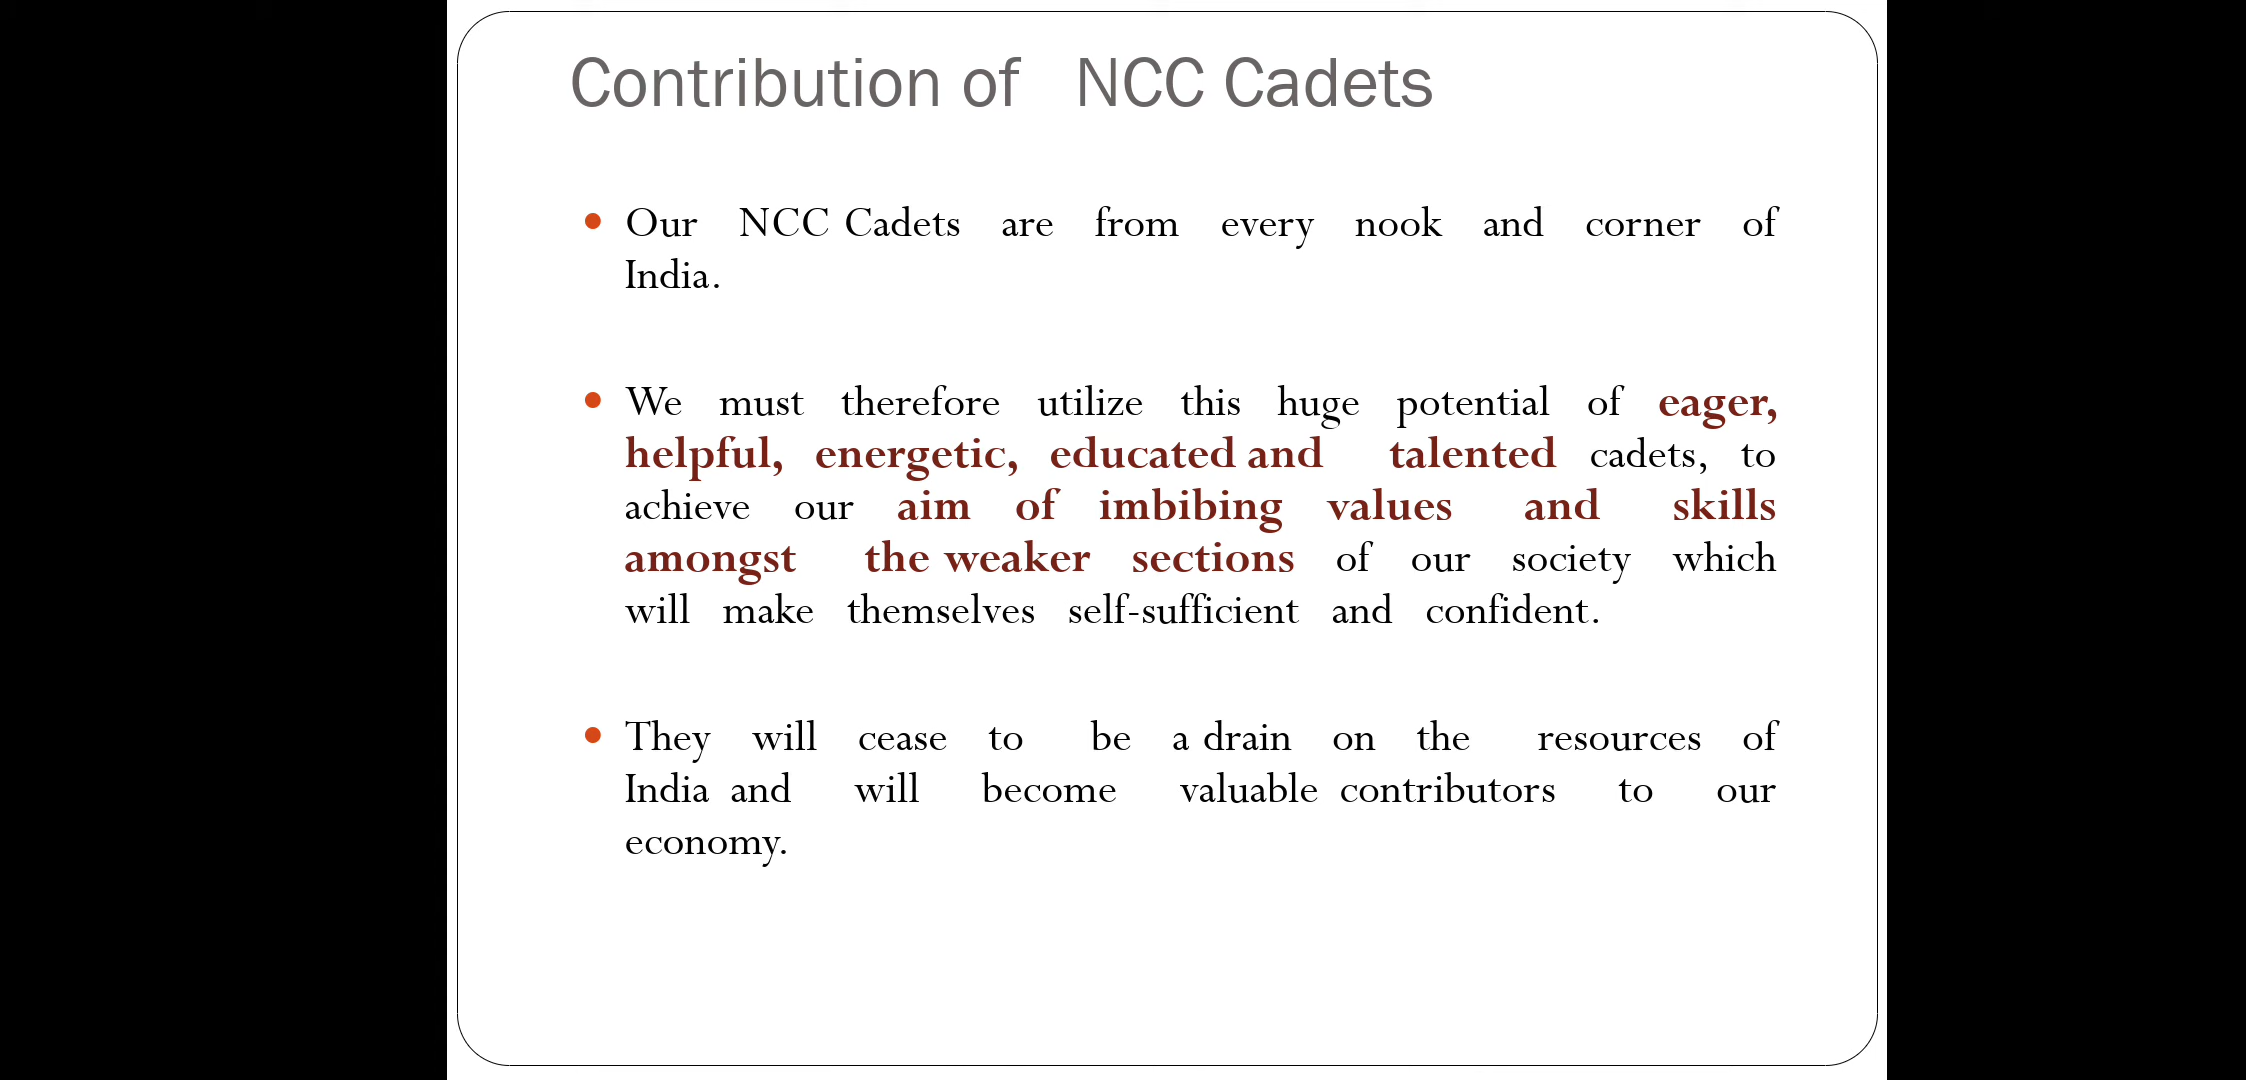 Contribution of NCC Cadets
Our NCC Cadets are from every nook and corner of
India.
We must therefore utilize this huge potential of eager,
helpful, energetic, educated and talented cadets, to
achieve our aim of imbibing values and skills
amongst the weaker sections of our society which
will make themselves self-sufficient and confident.
They will cease to be a drain on the resources of
India and will become valuable contributors to our
economy.